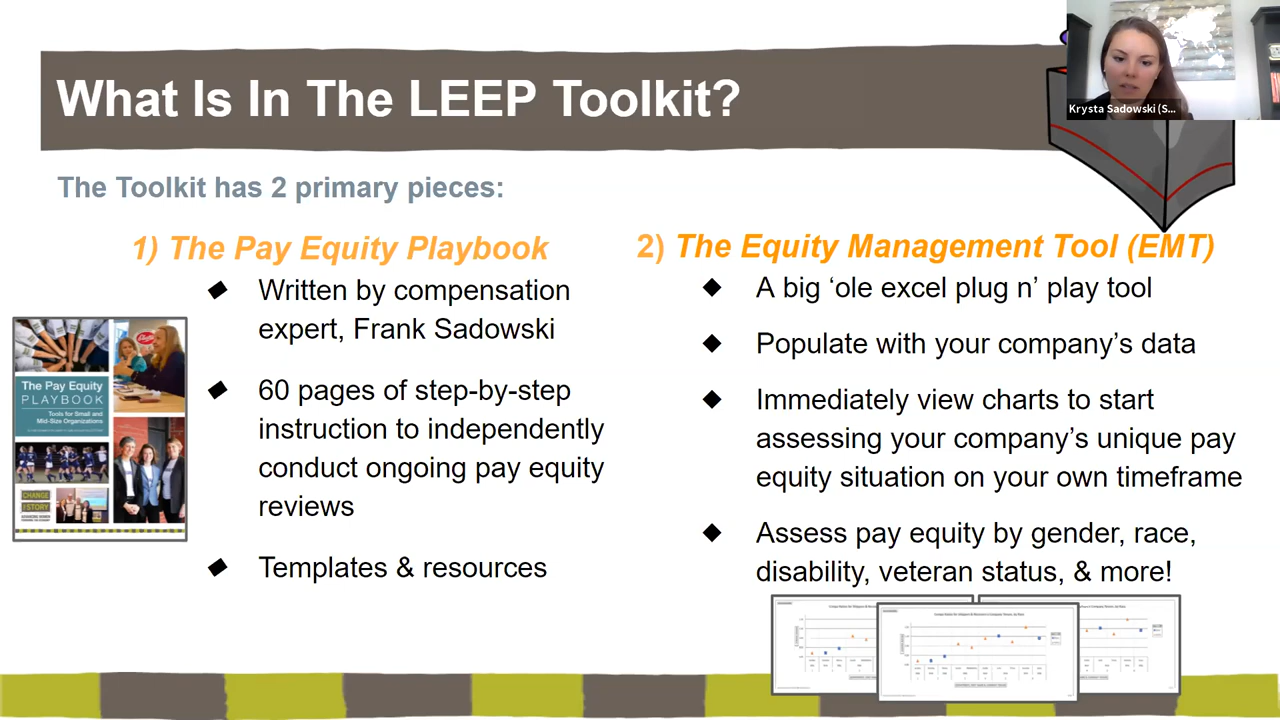 What Is In The LEEP Toolkit?
Krysta Sadowski (S...
The Toolkit has 2 primary pieces:
1) The Pay Equity Playbook
◆ Written by compensation
expert, Frank Sadowski
◆ 60 pages of step-by-step
instruction to independently
conduct ongoing pay equity
reviews
◆ Templates & resources
The Pay Equity
PLAYBOOK
Tools for Small and
Mid-Size Organizations
CHANGE
THE STORY
2) The Equity Management Tool (EMT)
◆ A big ‘ole excel plug n’ play tool
◆ Populate with your company’s data
◆ Immediately view charts to start
assessing your company’s unique pay
equity situation on your own timeframe
◆ Assess pay equity by gender, race,
disability, veteran status, & more!